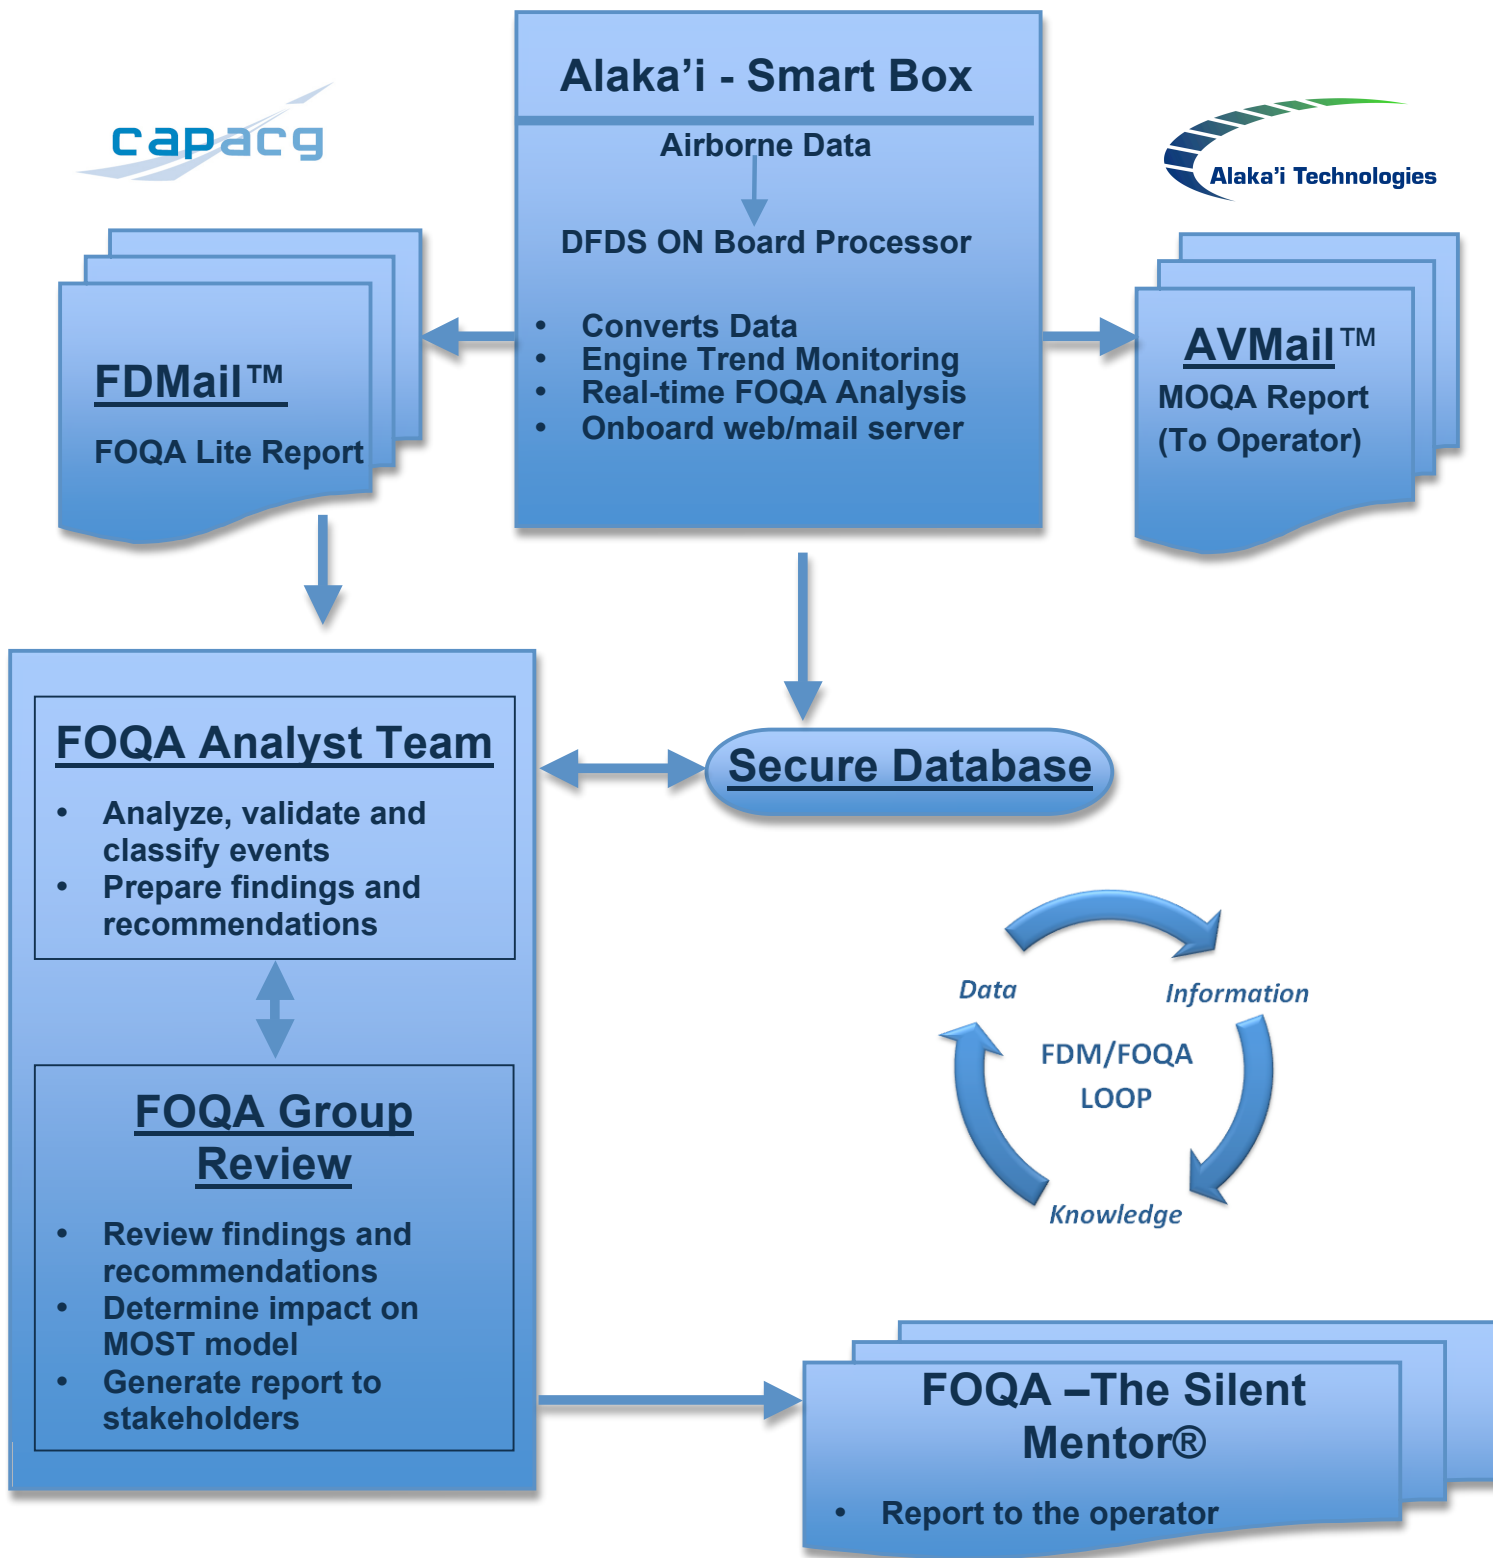 Alaka’i - Smart Box
capacg
Airborne Data
Alaka’i Technologies
DFDS ON Board Processor
• Converts Data
• Engine Trend Monitoring
• Real-time FOQA Analysis
• Onboard web/mail server
FDMail™
FOQA Lite Report
AVMail™
MOQA Report
(To Operator)
FOQA Analyst Team
• Analyze, validate and
classify events
• Prepare findings and
recommendations
Secure Database
Data
Information
FDM/FOQA
LOOP
Knowledge
FOQA Group
Review
• Review findings and
recommendations
• Determine impact on
MOST model
• Generate report to
stakeholders
FOQA –The Silent
Mentor®
• Report to the operator